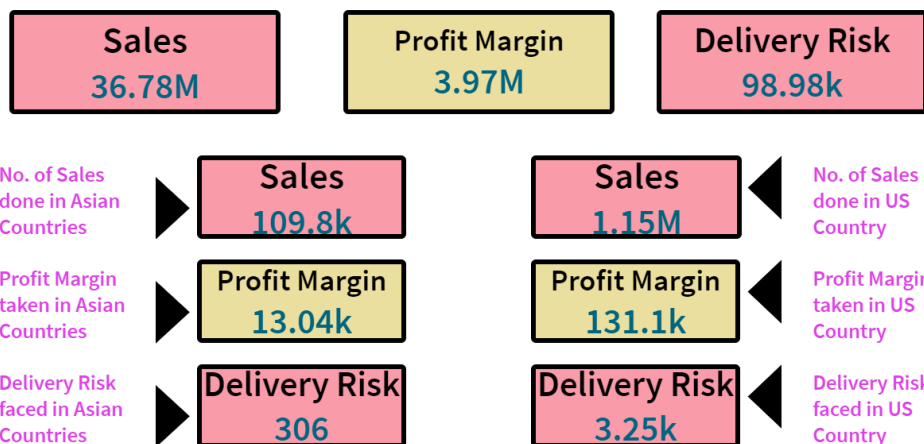 Sales
36.78M
Profit Margin
3.97M
Delivery Risk
98.98k
No. of Sales
done in Asian
Countries
Sales
109.8k
Sales
1.15M
No. of Sales
done in US
Country
Profit Margin
taken in Asian
Countries
Profit Margin
13.04k
Profit Margin
131.1k
Profit Margin
taken in US
Country
Delivery Risk
faced in Asian
Countries
Delivery Risk
306
Delivery Risk
3.25k
Delivery Risk
faced in US
Country